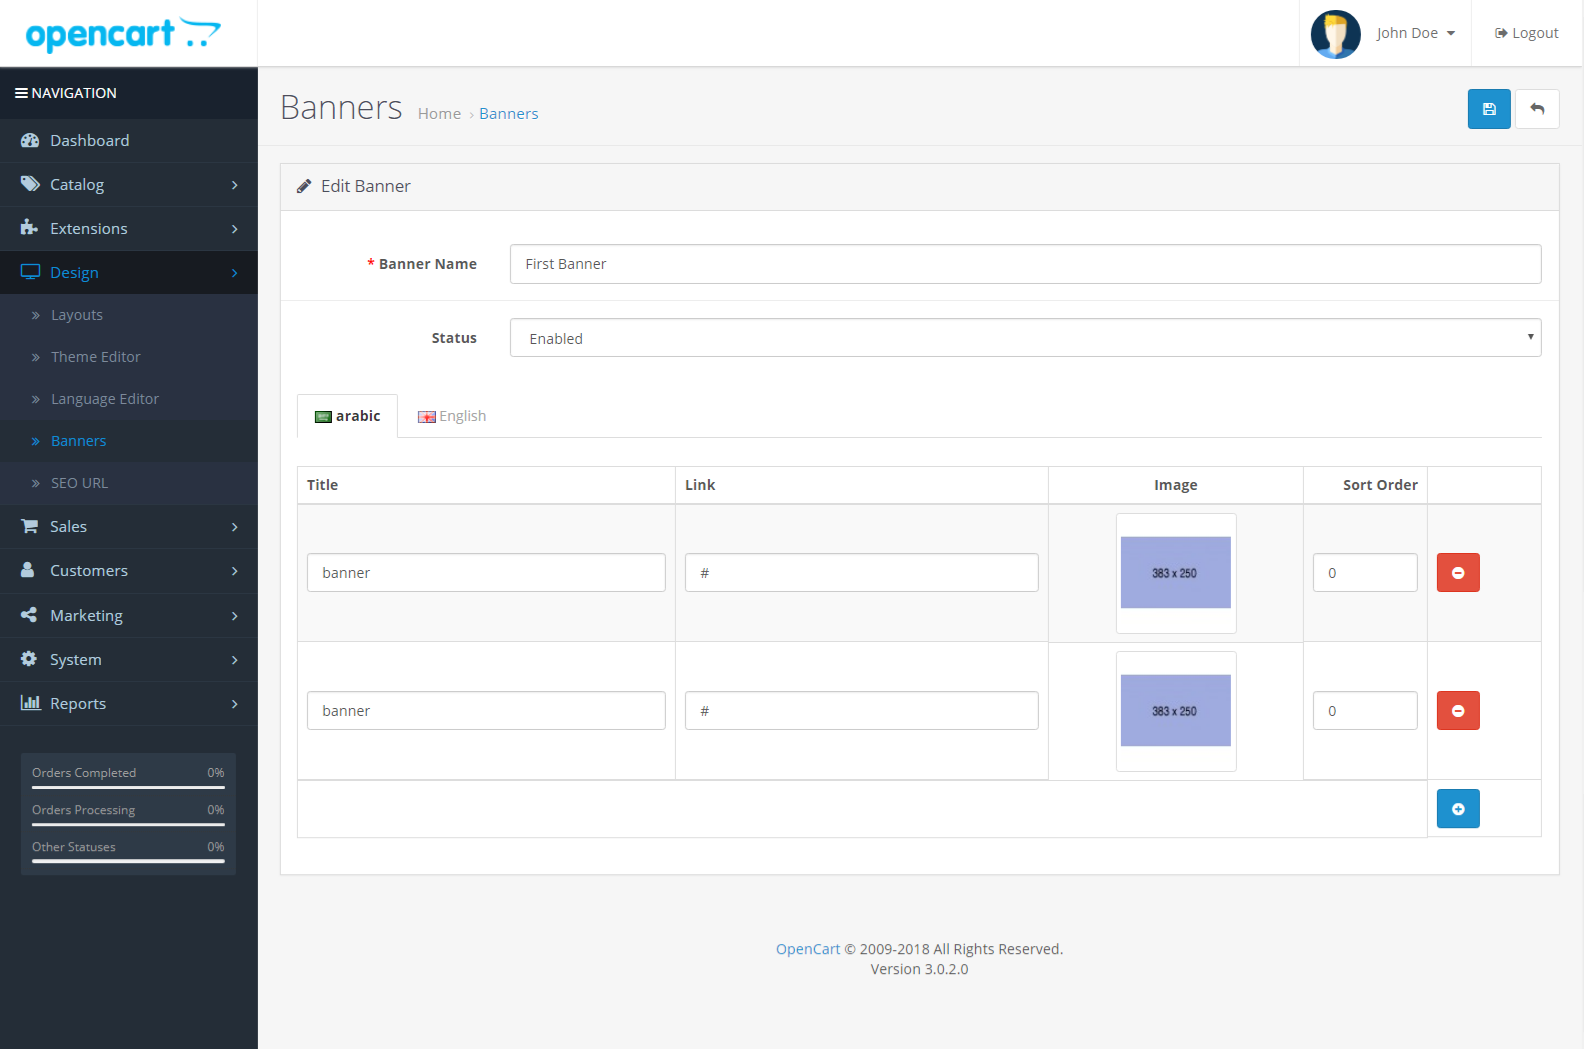 opencart
John Doe
Logout
NAVIGATION
Dashboard
Catalog
Extensions
Design
Layouts
Theme Editor
Language Editor
Banners
SEO URL
Sales
Customers
Marketing
System
Reports
Orders Completed 0%
Orders Processing 0%
Other Statuses 0%
Banners Home › Banners
Edit Banner
* Banner Name First Banner
Status Enabled
arabic English
Title Link Image Sort Order
banner # 383 x 250 0
banner # 383 x 250 0
OpenCart © 2009-2018 All Rights Reserved.
Version 3.0.2.0